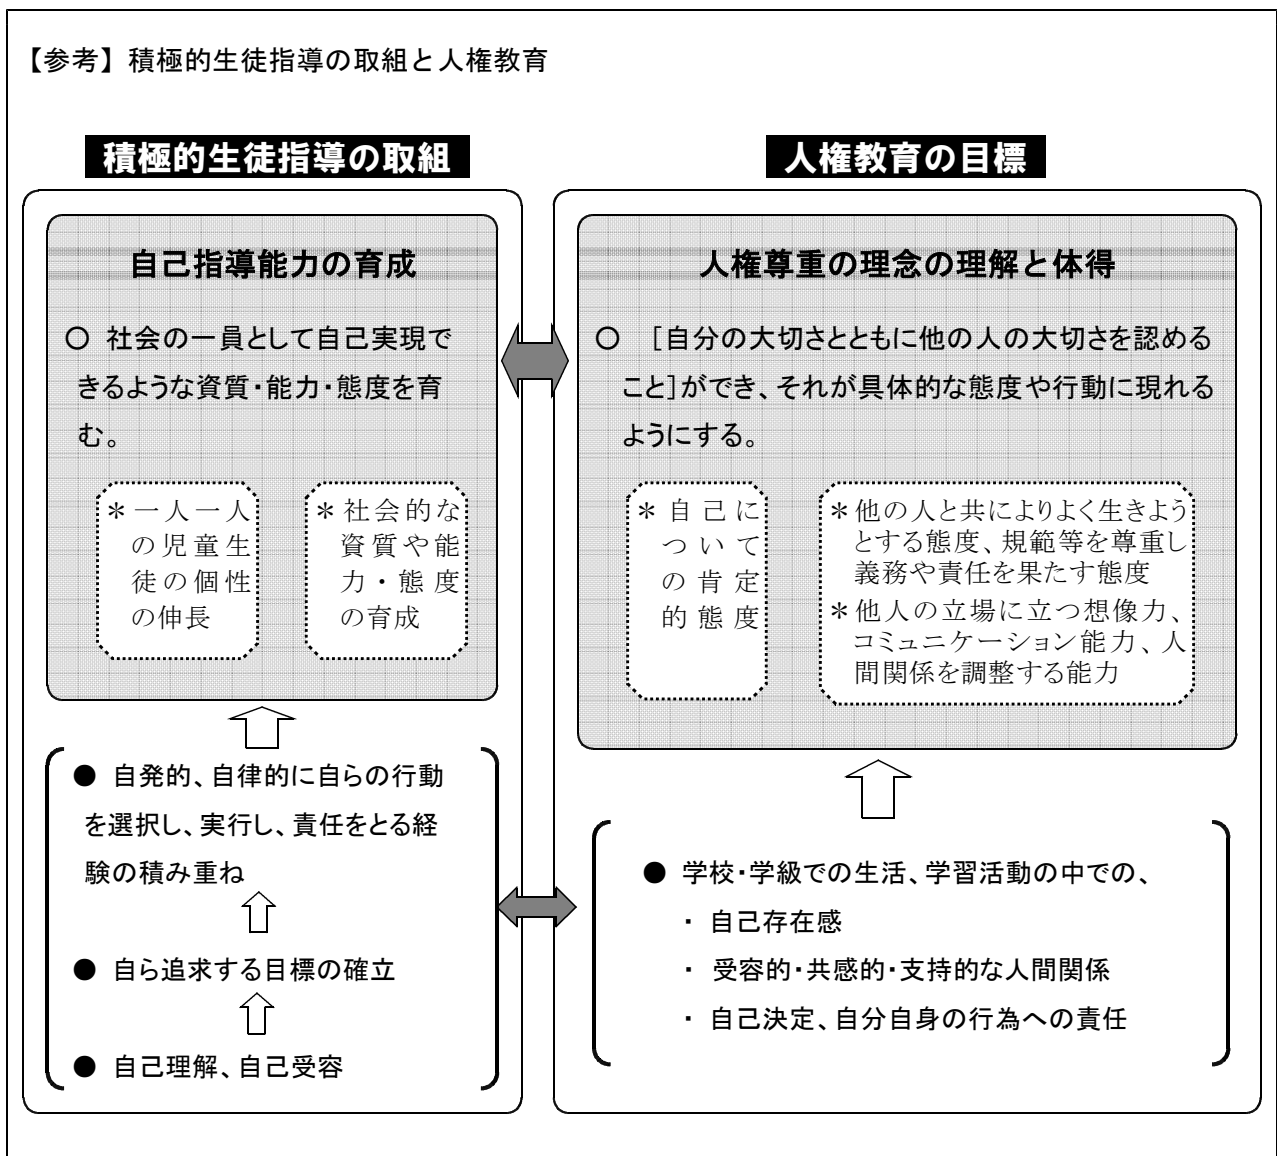 【参考】積極的生徒指導の取組と人権教育
積極的生徒指導の取組
自己指導能力の育成
○ 社会の一員として自己実現で
きるような資質・能力・態度を育
む。
＊一人一人
の児童生
徒の個性
の伸長
＊社会的な
資質や能
力・態度
の育成
● 自発的、自律的に自らの行動
を選択し、実行し、責任をとる経
験の積み重ね
● 自ら追求する目標の確立
● 自己理解、自己受容
人権教育の目標
人権尊重の理念の理解と体得
○ ［自分の大切さとともに他の人の大切さを認める
こと］ができ、それが具体的な態度や行動に現れる
ようにする。
＊自己に
ついて
の肯定
的態度
＊他の人と共によりよく生きよう
とする態度、規範等を尊重し
義務や責任を果たす態度
＊他人の立場に立つ想像力、
コミュニケーション能力、人
間関係を調整する能力
● 学校・学級での生活、学習活動の中での、
・ 自己存在感
・ 受容的・共感的・支持的な人間関係
・ 自己決定、自分自身の行為への責任